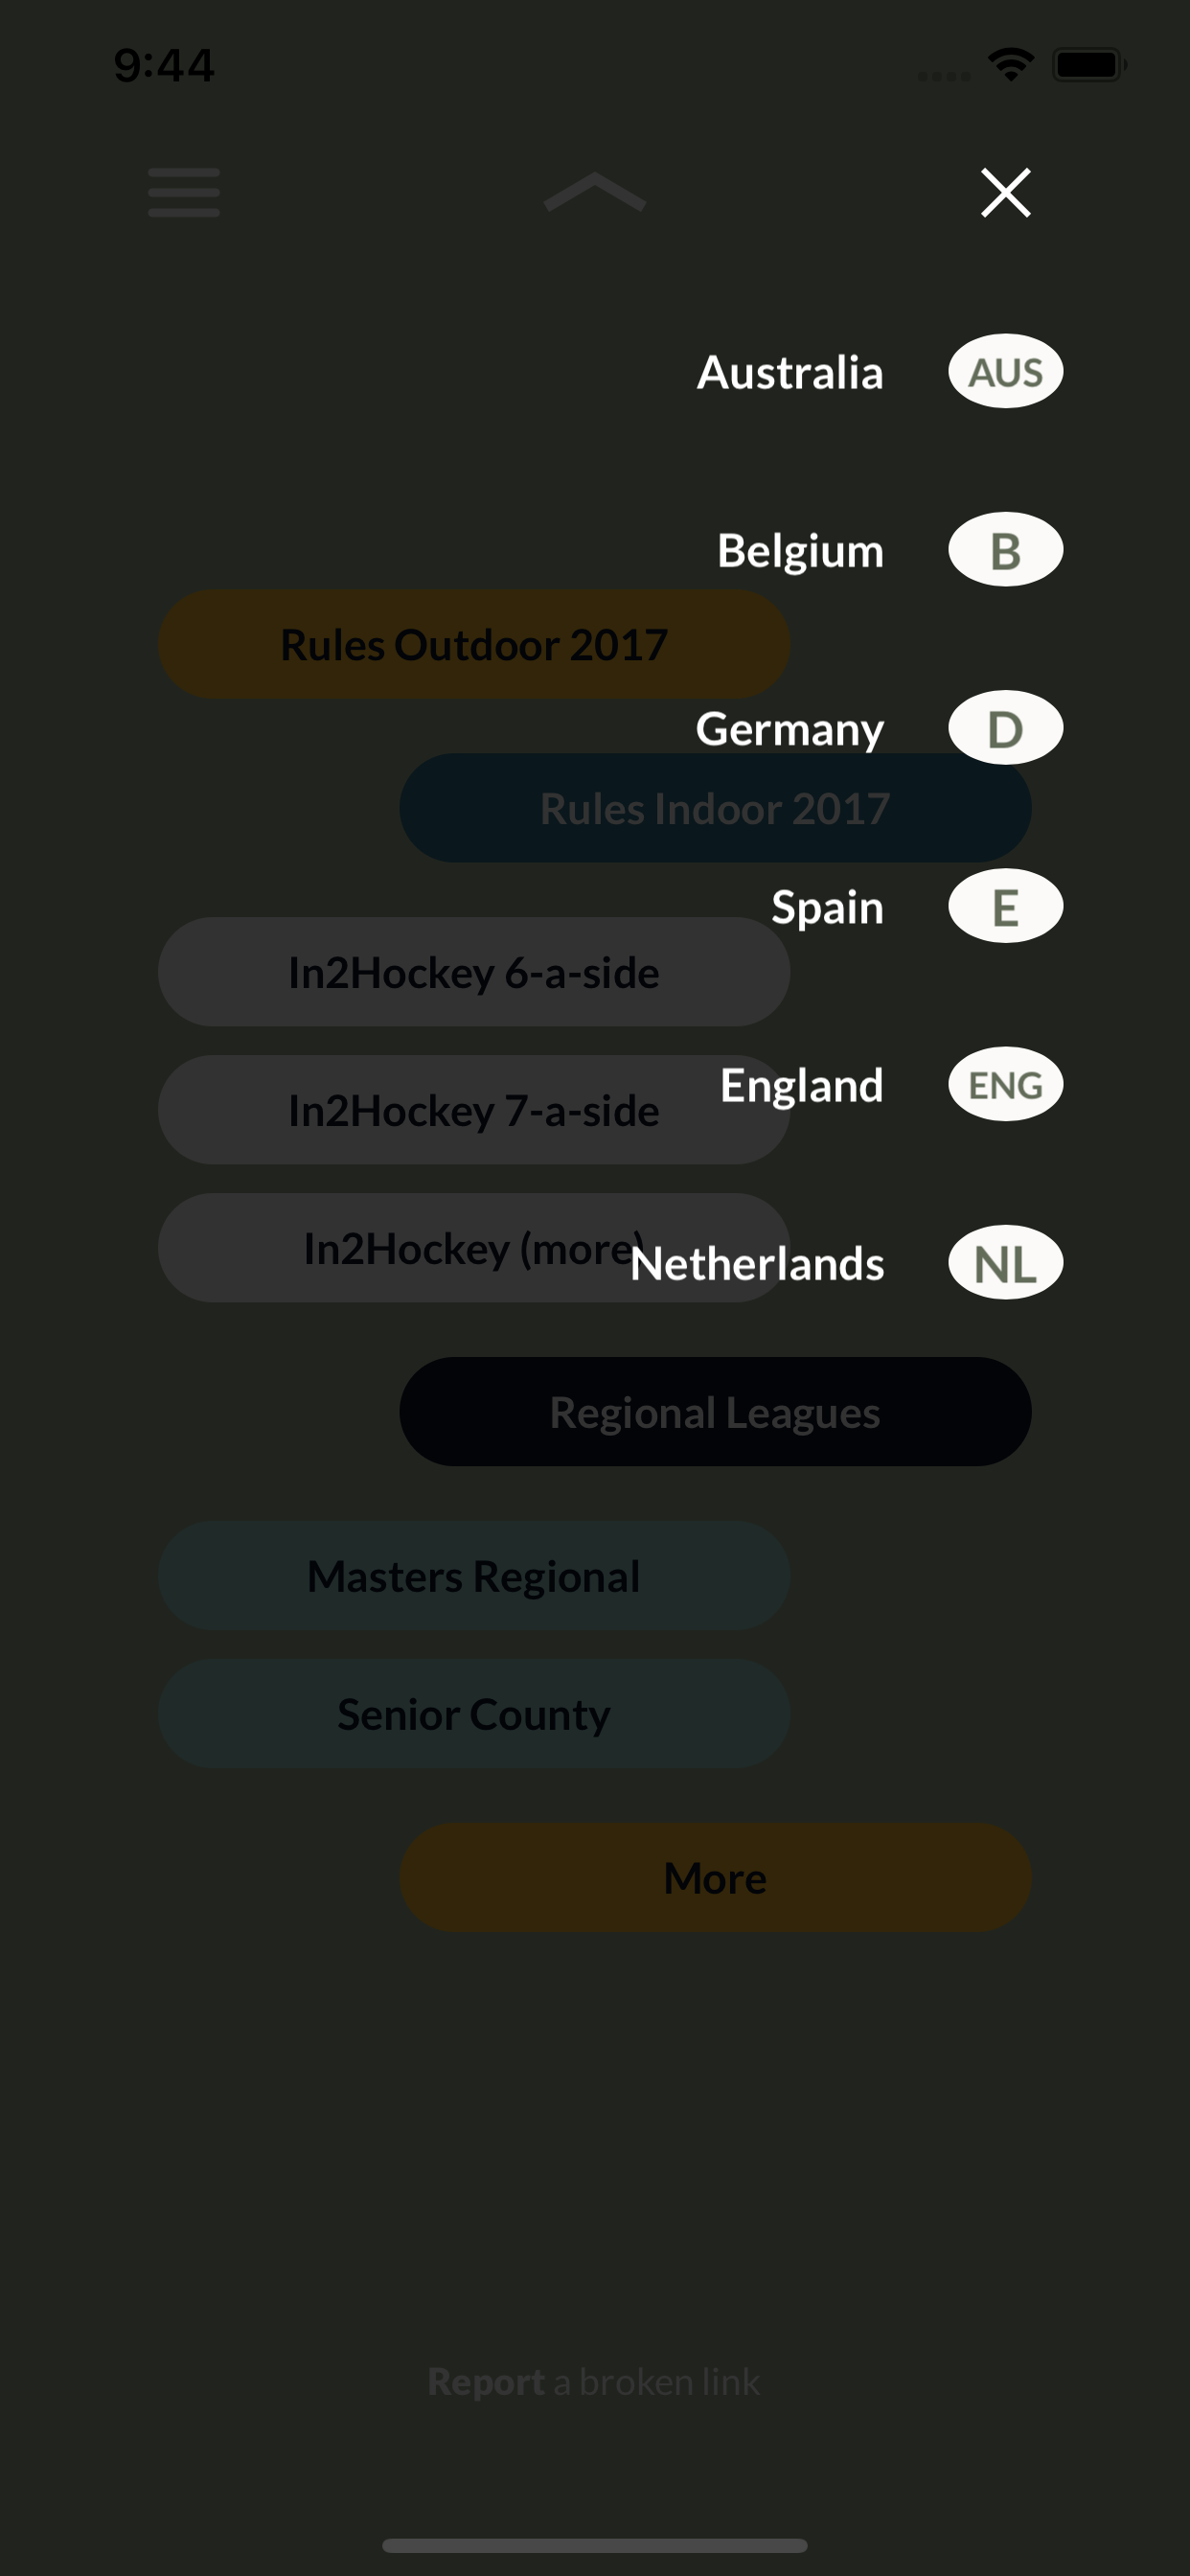 9:44
Australia AUS
Belgium B
Rules Outdoor 2017
Germany D
Rules Indoor 2017
Spain E
In2Hockey 6-a-side
England ENG
In2Hockey 7-a-side
In2Hockey (more)
Netherlands NL
Regional Leagues
Masters Regional
Senior County
More
Report a broken link